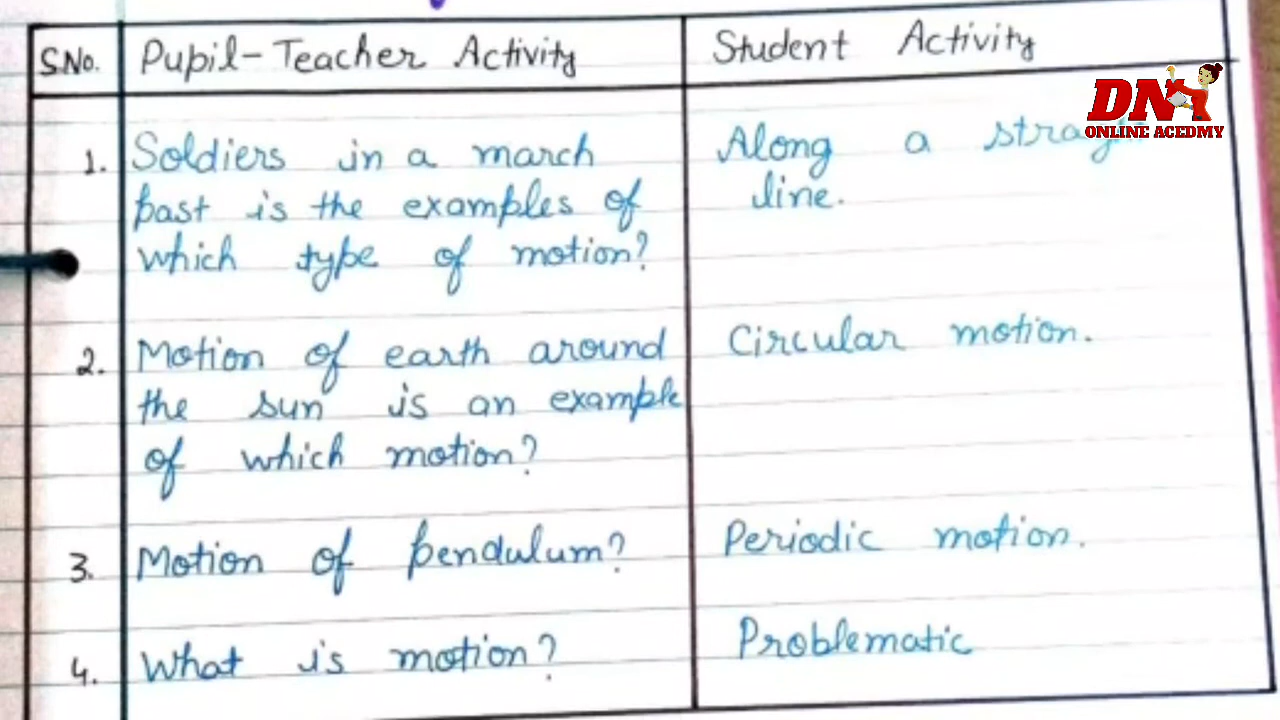 S.No. Pupil-Teacher Activity Student Activity
DN
ONLINE ACEDMY
1. Soldiers in a march
past is the examples of
which type of motion?
Along a
line.
2. Motion of earth around
the sun is an example
of which motion?
Circular motion.
3. Motion of pendulum?
Periodic motion.
4. What is motion?
Problematic